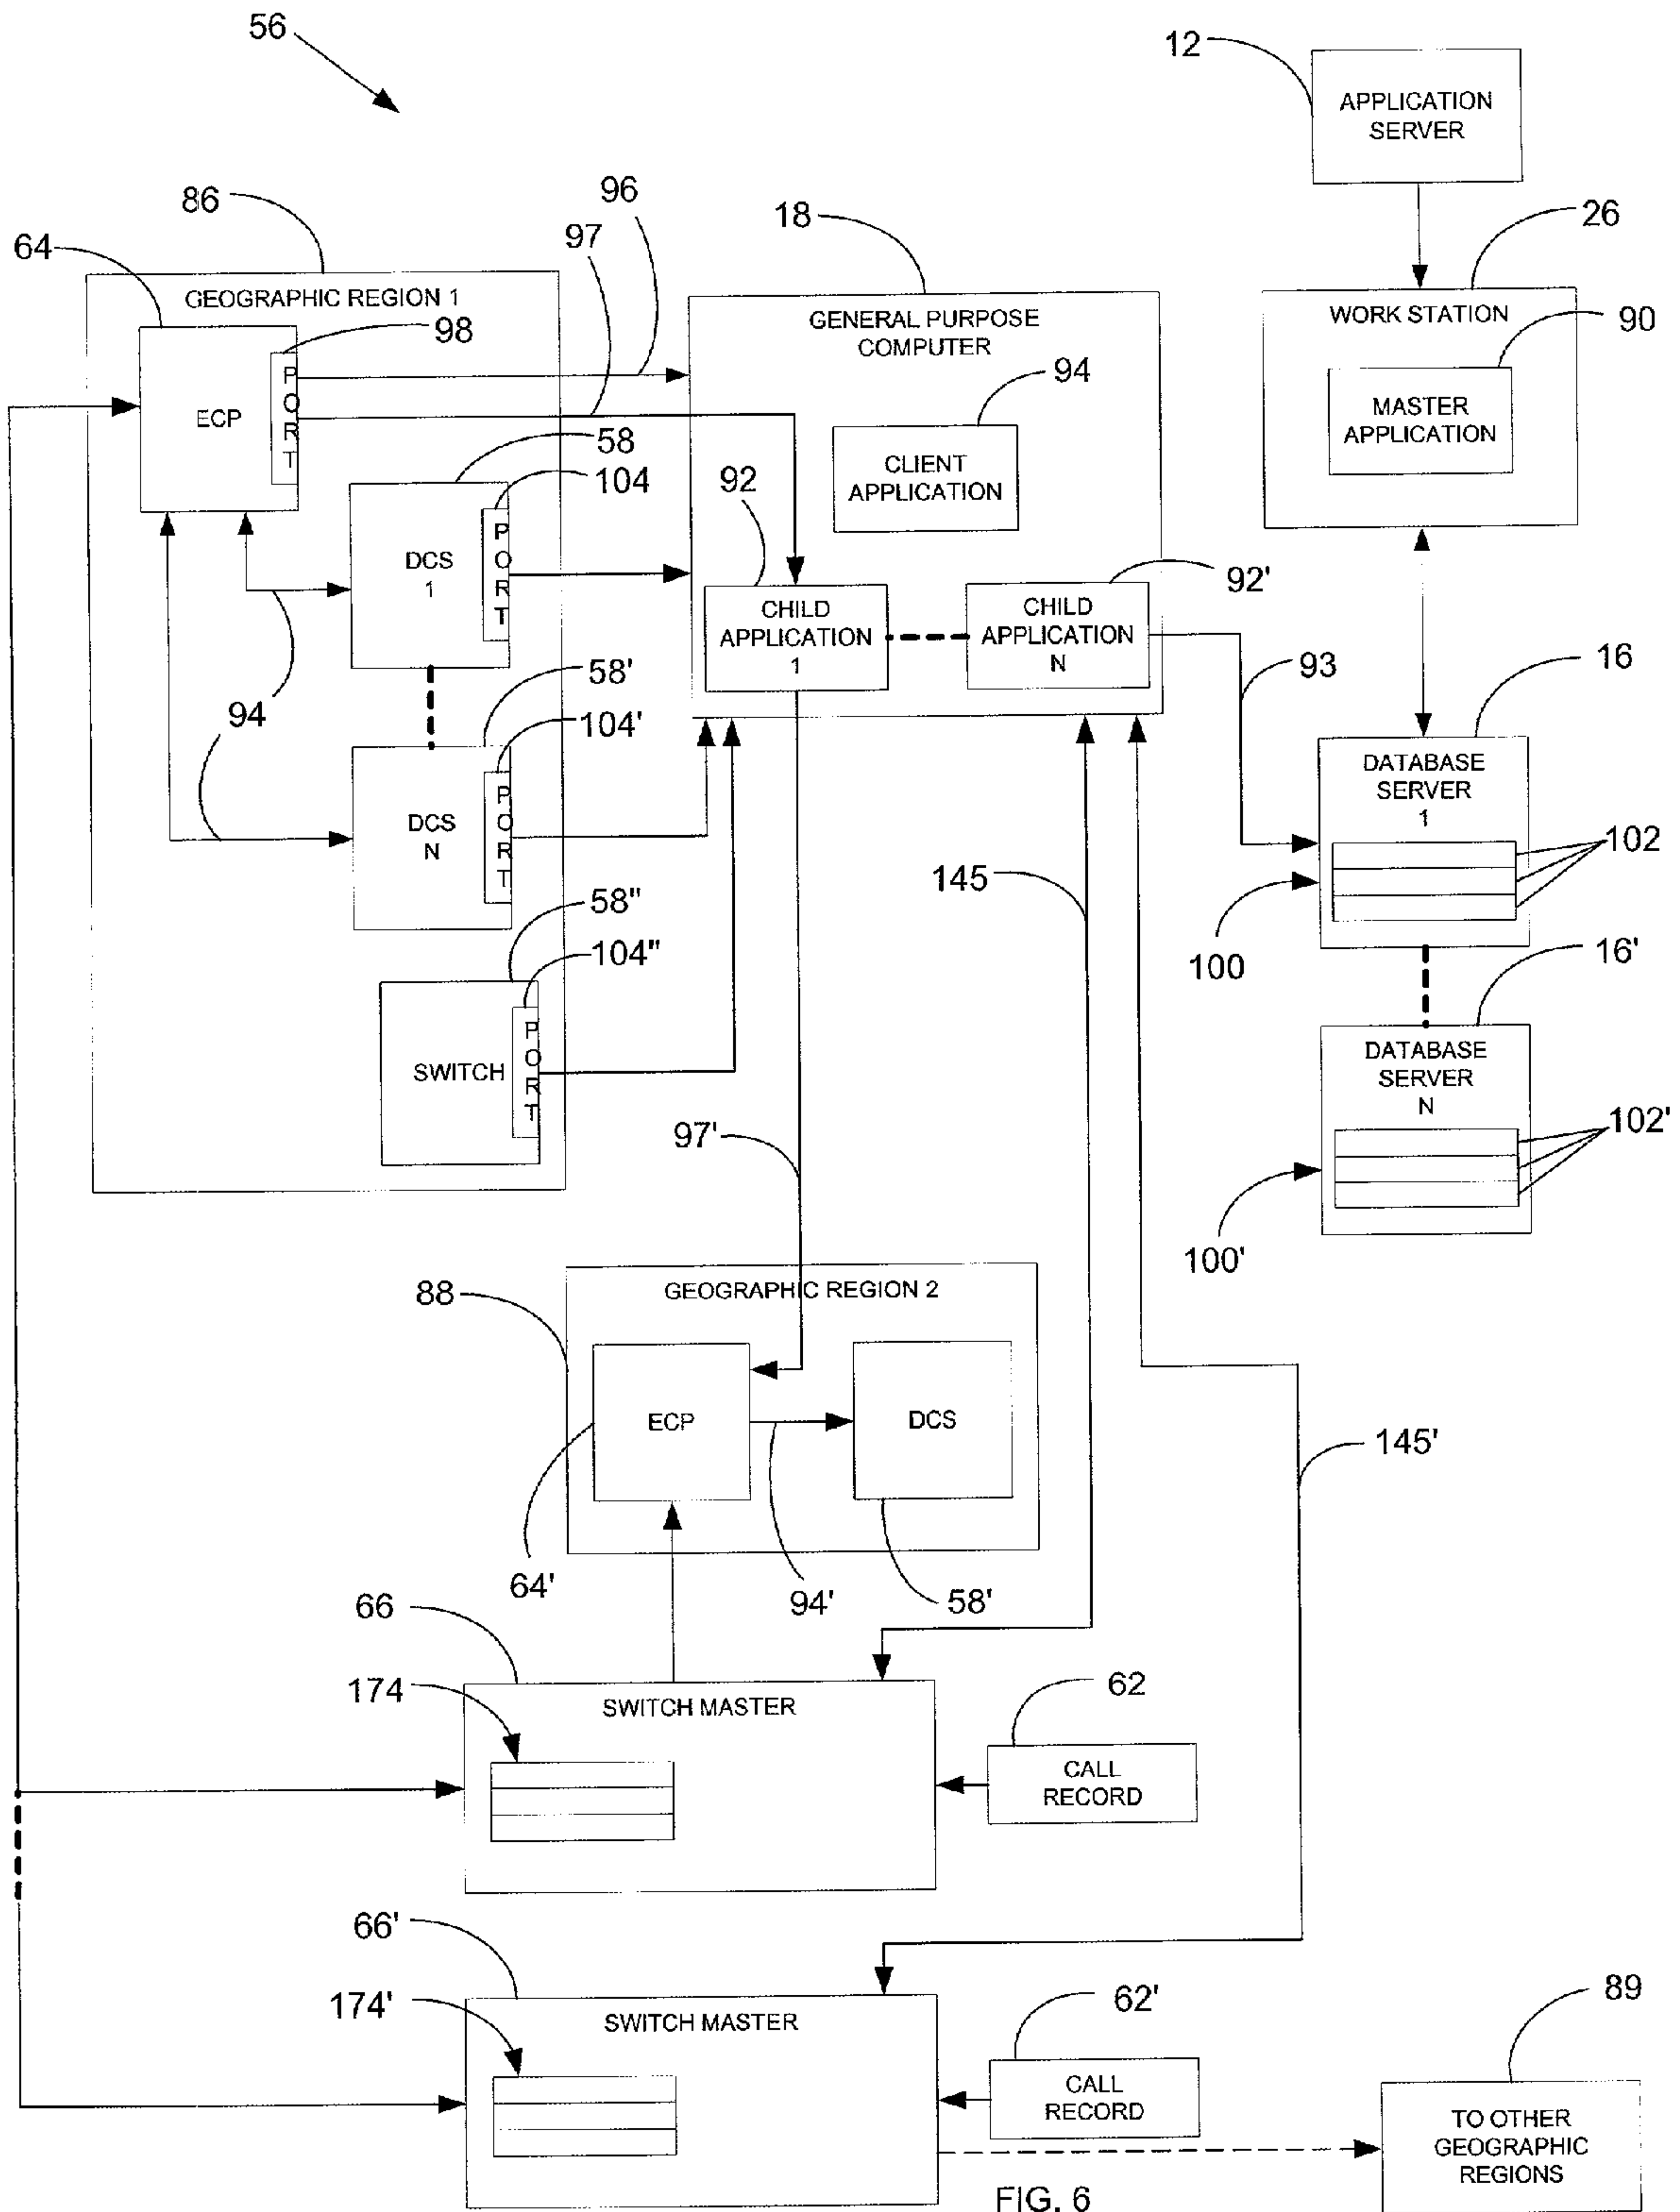 56
12
APPLICATION
SERVER
86
96
18
26
64
97
GEOGRAPHIC REGION 1
98
GENERAL PURPOSE
COMPUTER
WORK STATION
90
ECP
PORT
94
CLIENT
APPLICATION
MASTER
APPLICATION
58
104
92
DCS
1
PORT
92'
CHILD
APPLICATION
1
CHILD
APPLICATION
N
94
58'
104'
93
16
DCS
N
PORT
DATABASE
SERVER
1
102
145
100
58"
104"
16'
SWITCH
PORT
DATABASE
SERVER
N
97'
102'
100'
88
GEOGRAPHIC REGION 2
ECP
DCS
145'
64'
94'
58'
66
174
SWITCH MASTER
62
CALL
RECORD
66'
174'
SWITCH MASTER
62'
89
CALL
RECORD
TO OTHER
GEOGRAPHIC
REGIONS
FIG. 6